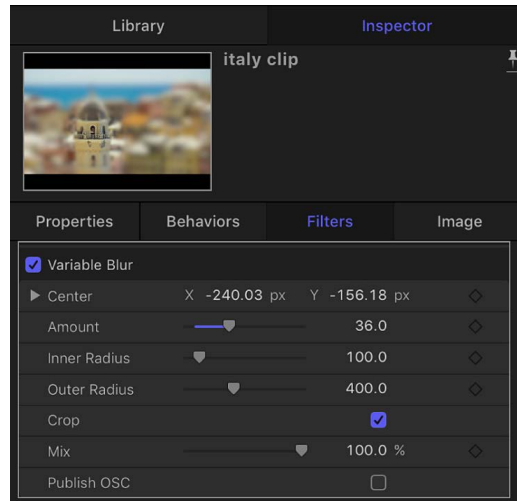 Library Inspector
italy clip
Properties Behaviors Filters Image
Variable Blur
Center X -240.03 px Y -156.18 px
Amount 36.0
Inner Radius 100.0
Outer Radius 400.0
Crop
Mix 100.0 %
Publish OSC